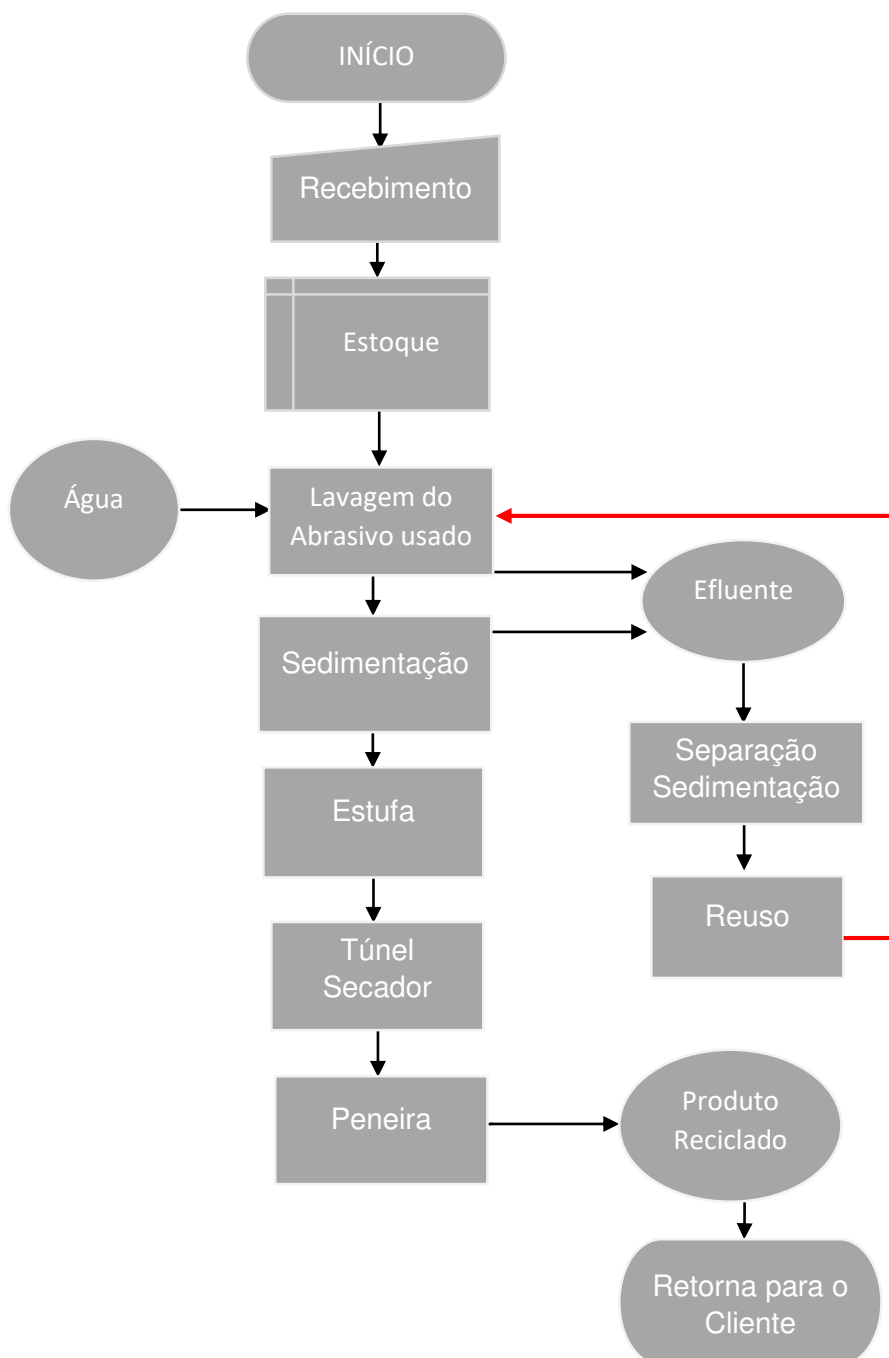 INÍCIO
Recebimento
Estoque
Água
Lavagem do
Abrasivo usado
Efluente
Sedimentação
Separação
Sedimentação
Estufa
Reuso
Túnel
Secador
Peneira
Produto
Reciclado
Retorna para o
Cliente